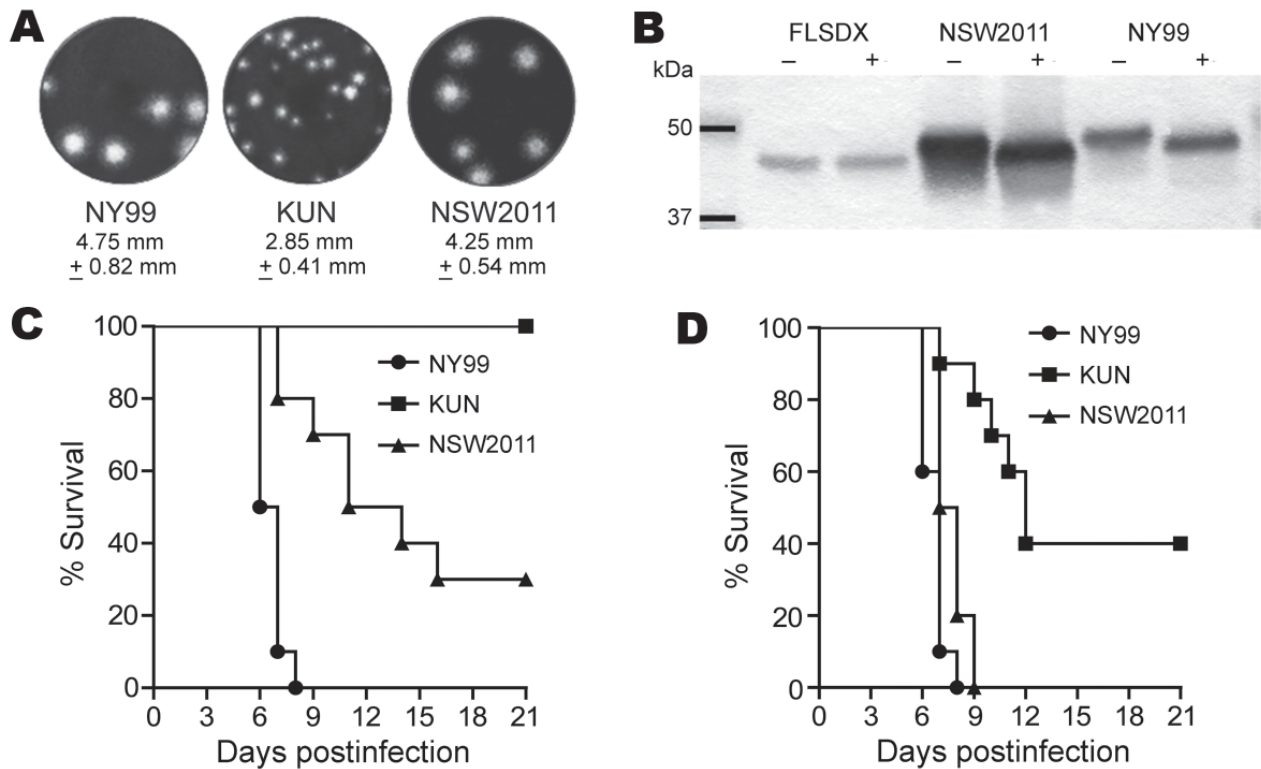 A
NY99
4.75 mm
± 0.82 mm
KUN
2.85 mm
± 0.41 mm
NSW2011
4.25 mm
± 0.54 mm
B
FLSDX NSW2011 NY99
– + – + – +
kDa
50
37
C
% Survival
100
80
60
40
20
0
NY99
KUN
NSW2011
0 3 6 9 12 15 18 21
Days postinfection
D
% Survival
100
80
60
40
20
0
NY99
KUN
NSW2011
0 3 6 9 12 15 18 21
Days postinfection